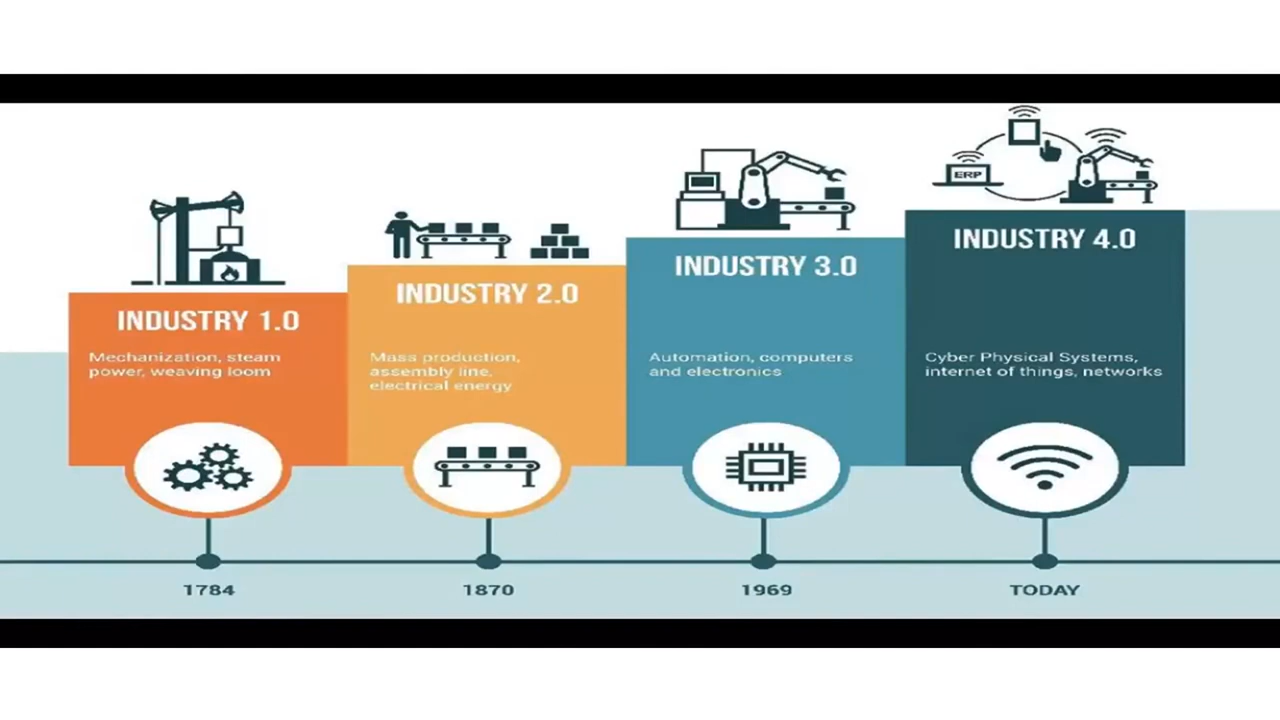 ERP
INDUSTRY 1.0
Mechanization, steam
power, weaving loom
INDUSTRY 2.0
Mass production,
assembly line,
electrical energy
INDUSTRY 3.0
Automation, computers
and electronics
INDUSTRY 4.0
Cyber Physical Systems,
internet of things, networks
1784
1870
1969
TODAY